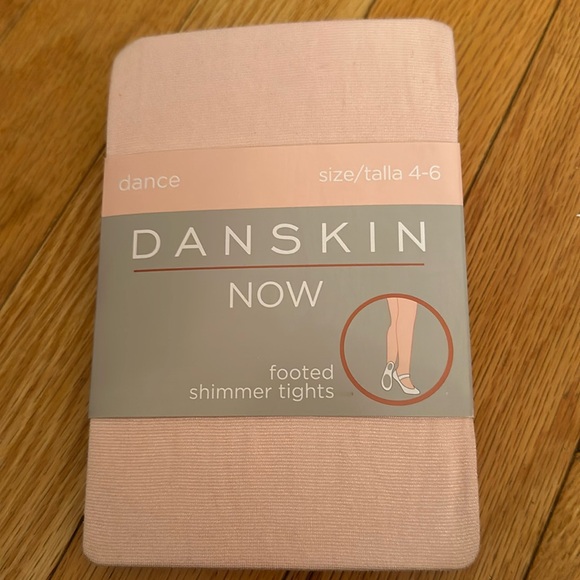 dance size/talla 4-6
DANSKIN
NOW
footed
shimmer tights